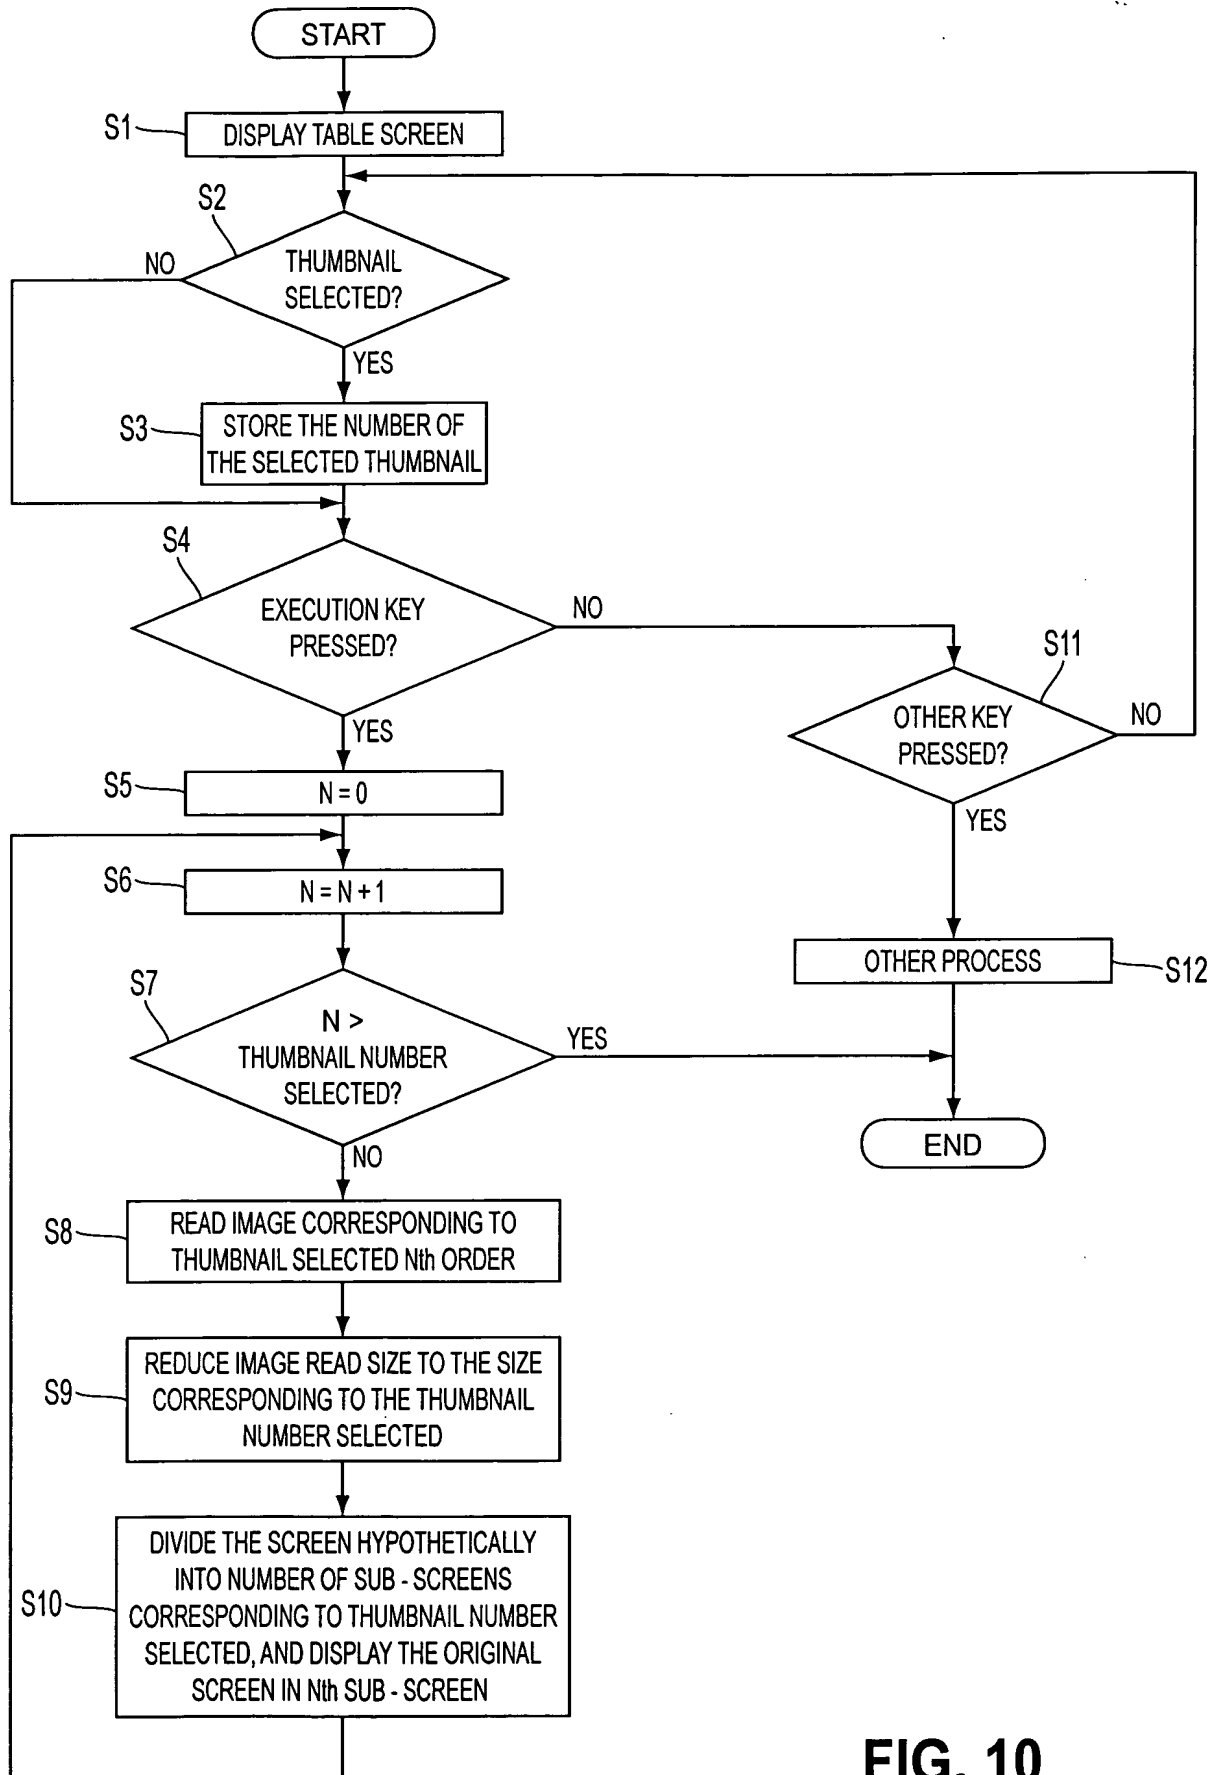 START
S1
DISPLAY TABLE SCREEN
S2
NO
THUMBNAIL
SELECTED?
YES
S3
STORE THE NUMBER OF
THE SELECTED THUMBNAIL
S4
EXECUTION KEY
PRESSED?
NO
YES
S11
OTHER KEY
PRESSED?
NO
YES
S5
N = 0
S6
N = N + 1
OTHER PROCESS
S12
S7
N >
THUMBNAIL NUMBER
SELECTED?
YES
NO
END
S8
READ IMAGE CORRESPONDING TO
THUMBNAIL SELECTED Nth ORDER
S9
REDUCE IMAGE READ SIZE TO THE SIZE
CORRESPONDING TO THE THUMBNAIL
NUMBER SELECTED
S10
DIVIDE THE SCREEN HYPOTHETICALLY
INTO NUMBER OF SUB - SCREENS
CORRESPONDING TO THUMBNAIL NUMBER
SELECTED, AND DISPLAY THE ORIGINAL
SCREEN IN Nth SUB - SCREEN
FIG. 10